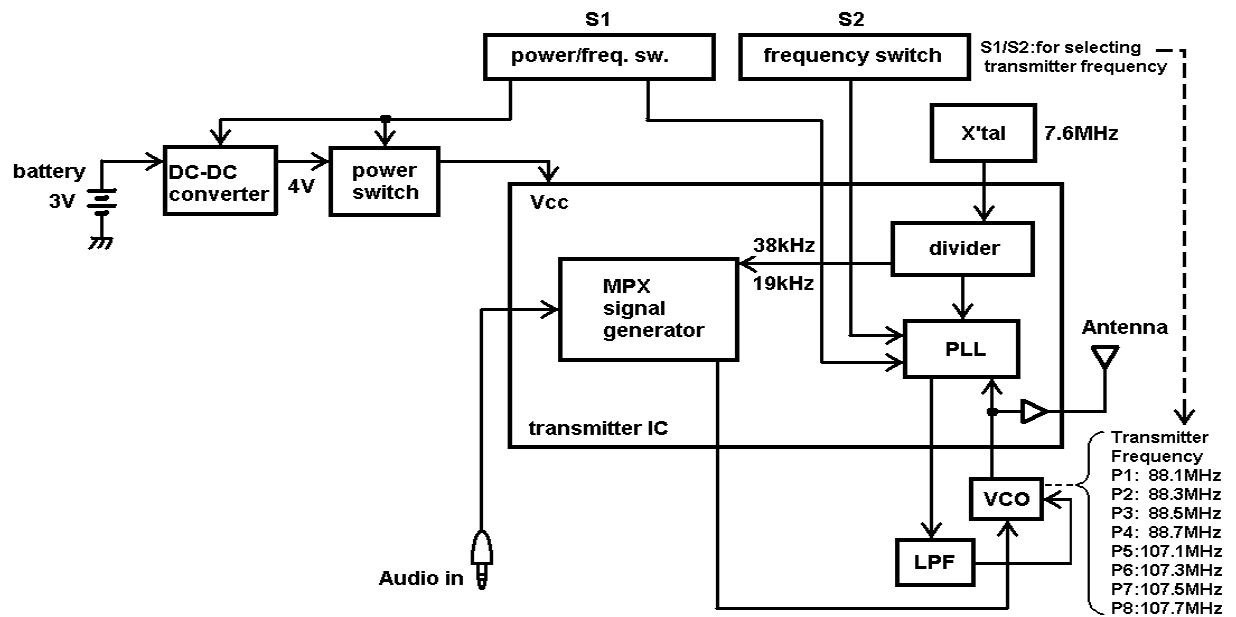 S1
power/freq. sw.
S2
frequency switch
S1/S2:for selecting
transmitter frequency
X'tal
7.6MHz
battery
3V
DC-DC
converter
4V
power
switch
Vcc
divider
38kHz
19kHz
MPX
signal
generator
PLL
Antenna
transmitter IC
VCO
LPF
Audio in
Transmitter
Frequency
P1: 88.1MHz
P2: 88.3MHz
P3: 88.5MHz
P4: 88.7MHz
P5:107.1MHz
P6:107.3MHz
P7:107.5MHz
P8:107.7MHz